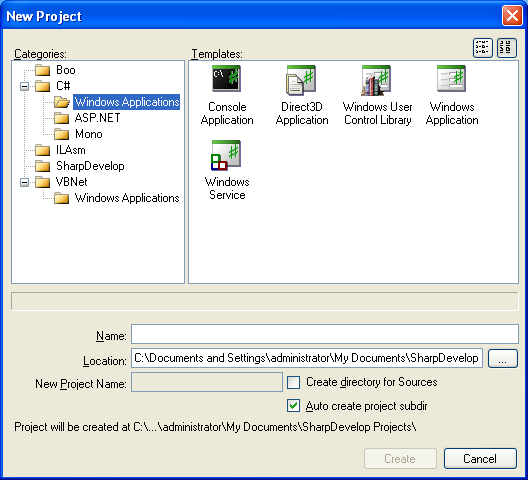 New Project
Categories:
Templates:
Boo
C#
Windows Applications
ASP.NET
Mono
ILAsm
SharpDevelop
VBNet
Windows Applications
Console Application
Direct3D Application
Windows User Control Library
Windows Application
Windows Service
Name:
Location: C:\Documents and Settings\administrator\My Documents\SharpDevelop ...
New Project Name: Create directory for Sources
Auto create project subdir
Project will be created at C:\...\administrator\My Documents\SharpDevelop Projects\
Create Cancel